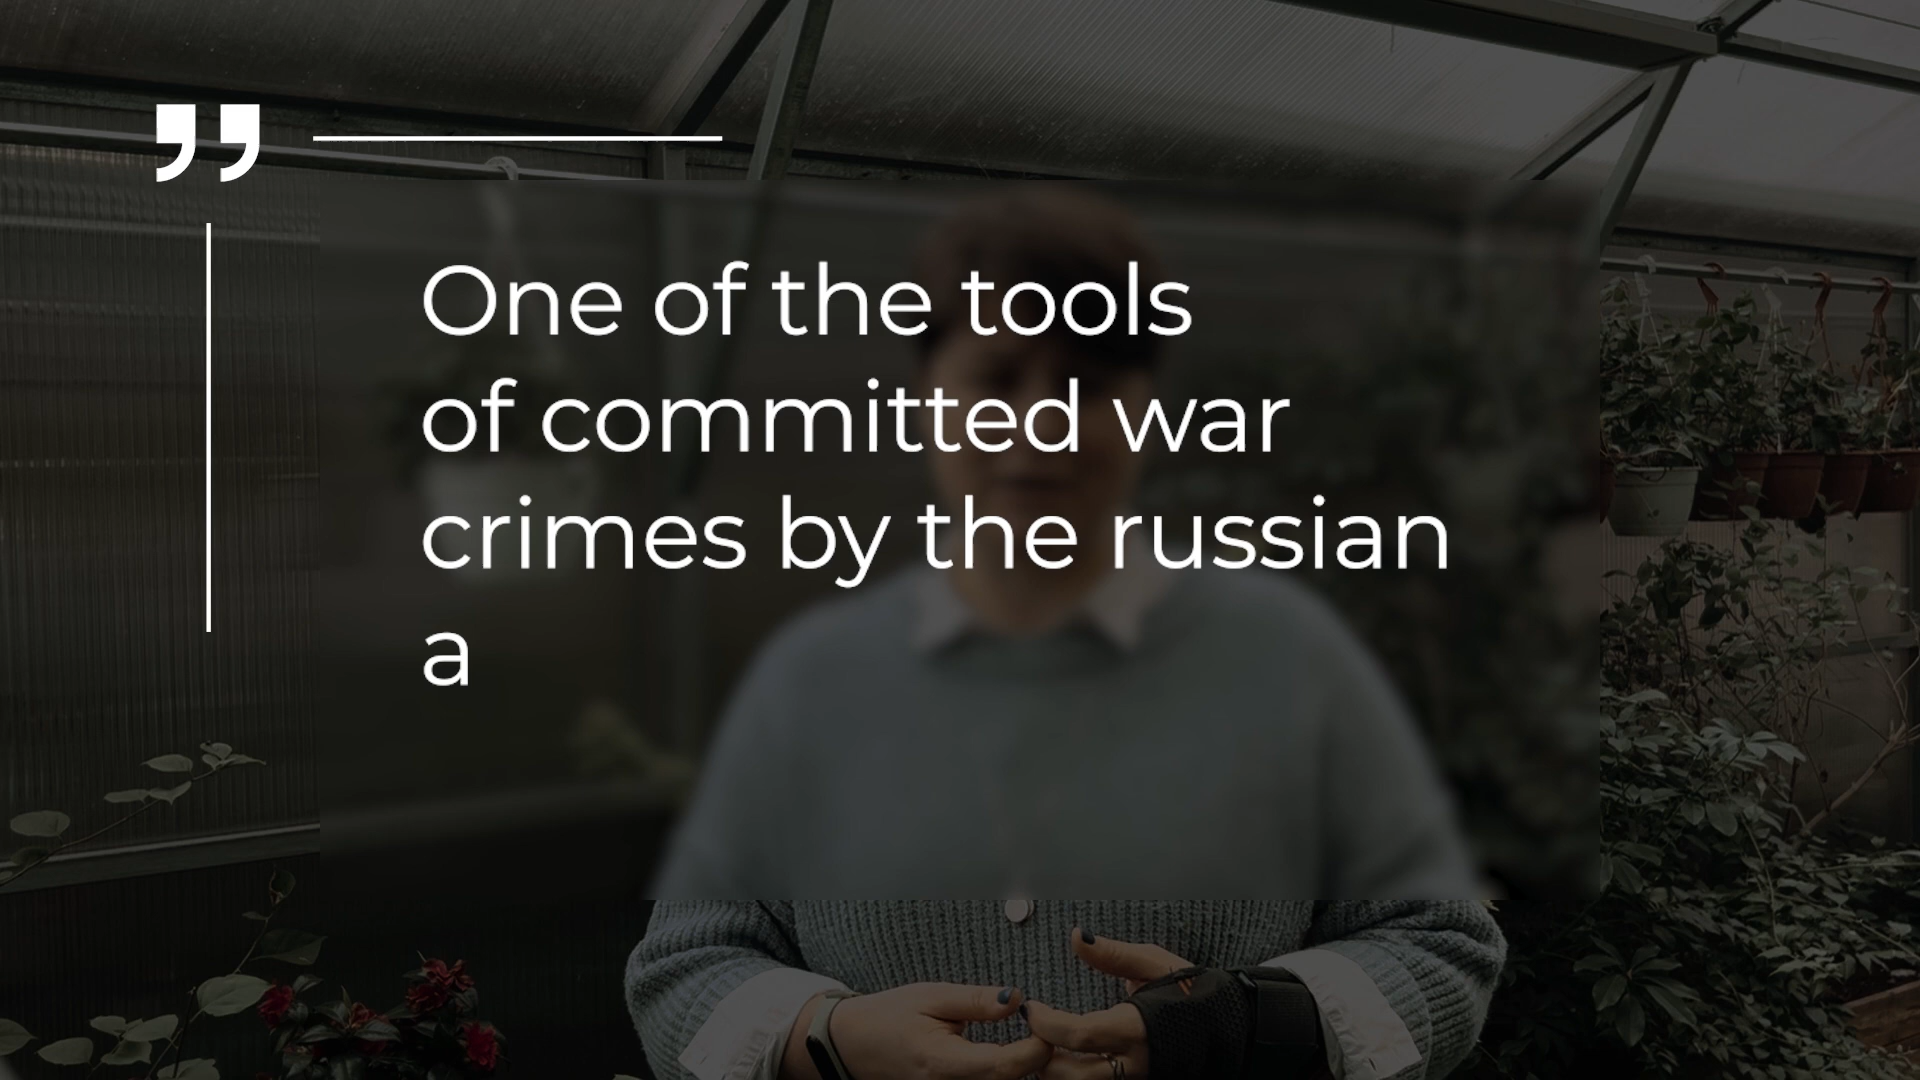 ”
One of the tools
of committed war
crimes by the russian
a